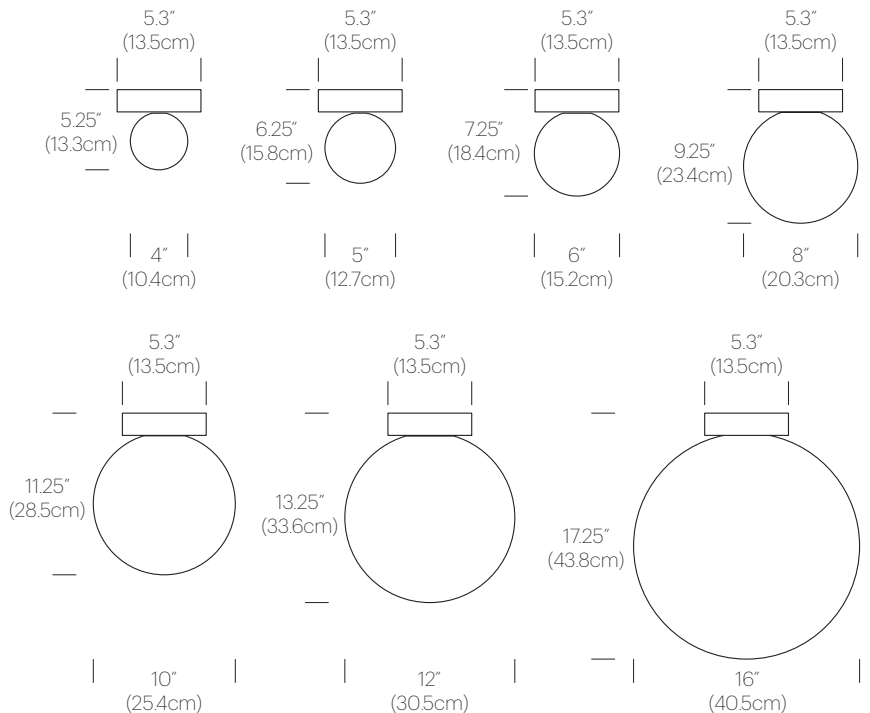 5.3”
(13.5cm)
5.3”
(13.5cm)
5.3”
(13.5cm)
5.3”
(13.5cm)
5.25”
(13.3cm)
6.25”
(15.8cm)
7.25”
(18.4cm)
9.25”
(23.4cm)
4”
(10.4cm)
5”
(12.7cm)
6”
(15.2cm)
8”
(20.3cm)
5.3”
(13.5cm)
5.3”
(13.5cm)
5.3”
(13.5cm)
11.25”
(28.5cm)
13.25”
(33.6cm)
17.25”
(43.8cm)
10”
(25.4cm)
12”
(30.5cm)
16”
(40.5cm)